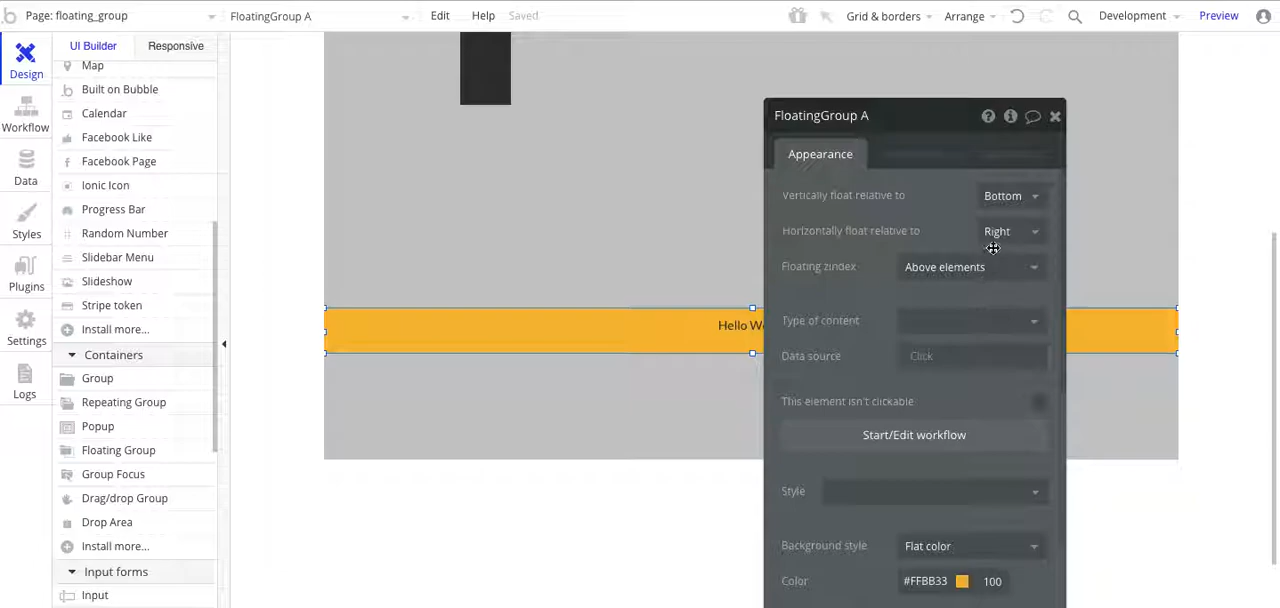 Page: floating_group
FloatingGroup A
Edit
Help
Saved
Grid & borders
Arrange
Development
Preview
Design
Workflow
Data
Styles
Plugins
Settings
Logs
UI Builder
Responsive
Map
Built on Bubble
Calendar
Facebook Like
Facebook Page
Ionic Icon
Progress Bar
Random Number
Slidebar Menu
Slideshow
Stripe token
Install more...
Containers
Group
Repeating Group
Popup
Floating Group
Group Focus
Drag/drop Group
Drop Area
Install more...
Input forms
Input
Hello
FloatingGroup A
Appearance
Vertically float relative to
Bottom
Horizontally float relative to
Right
Floating zindex
Above elements
Type of content
Data source
Click
This element isn't clickable
Start/Edit workflow
Style
Background style
Flat color
Color
#FFBB33
100